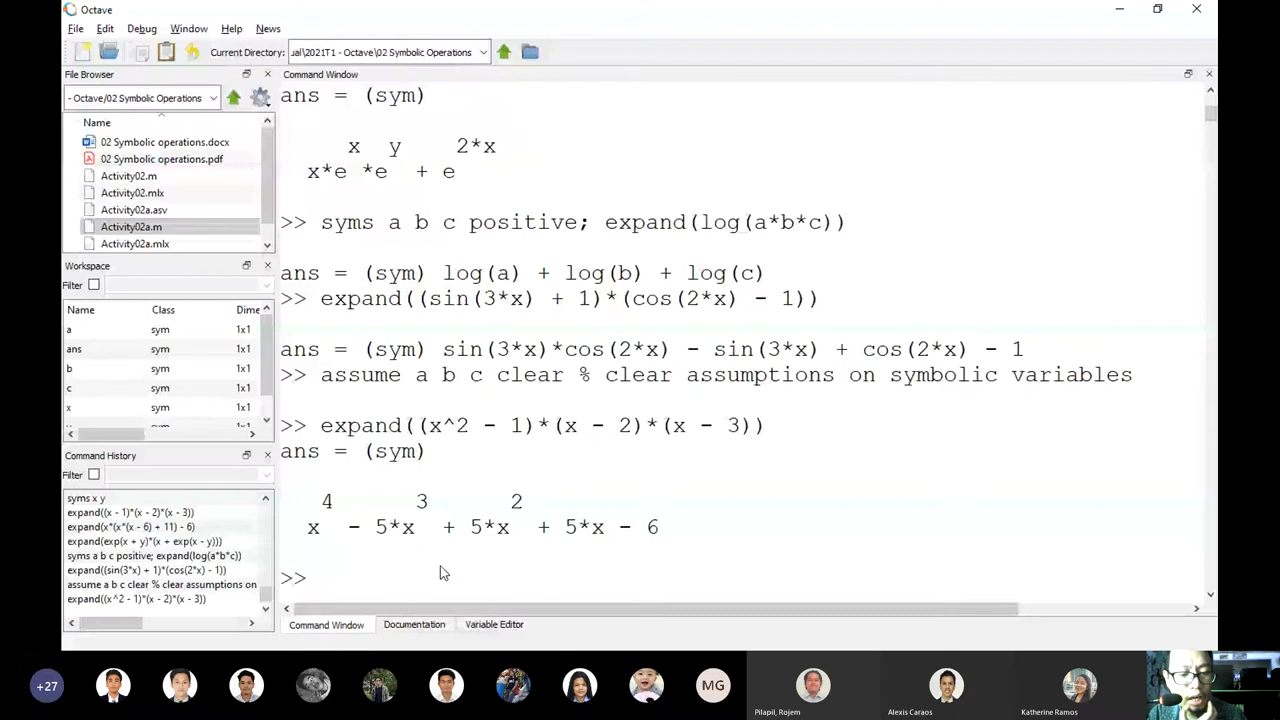 Octave
File Edit Debug Window Help News
Current Directory: ıal\2021T1 - Octave\02 Symbolic Operations
File Browser
- Octave/02 Symbolic Operations
Name
02 Symbolic operations.docx
02 Symbolic operations.pdf
Activity02.m
Activity02.mlx
Activity02a.asv
Activity02a.m
Activity02a.mlx
Workspace
Filter
Name Class Dime
a sym 1x1
ans sym 1x1
b sym 1x1
c sym 1x1
x sym 1x1
Command History
Filter
syms x y
expand((x - 1)*(x - 2)*(x - 3))
expand(x*(x*(x - 6) + 11) - 6)
expand(exp(x + y)*(x + exp(x - y)))
syms a b c positive; expand(log(a*b*c))
expand((sin(3*x) + 1)*(cos(2*x) - 1))
assume a b c clear % clear assumptions on
expand((x^2 - 1)*(x - 2)*(x - 3))
Command Window
ans = (sym)
x y 2*x
x*e *e + e
>> syms a b c positive; expand(log(a*b*c))
ans = (sym) log(a) + log(b) + log(c)
>> expand((sin(3*x) + 1)*(cos(2*x) - 1))
ans = (sym) sin(3*x)*cos(2*x) - sin(3*x) + cos(2*x) - 1
>> assume a b c clear % clear assumptions on symbolic variables
>> expand((x^2 - 1)*(x - 2)*(x - 3))
ans = (sym)
4 3 2
x - 5*x + 5*x + 5*x - 6
>>
Command Window Documentation Variable Editor
+27
MG
Pilapil, Rojem
Alexis Caraos
Katherine Ramos